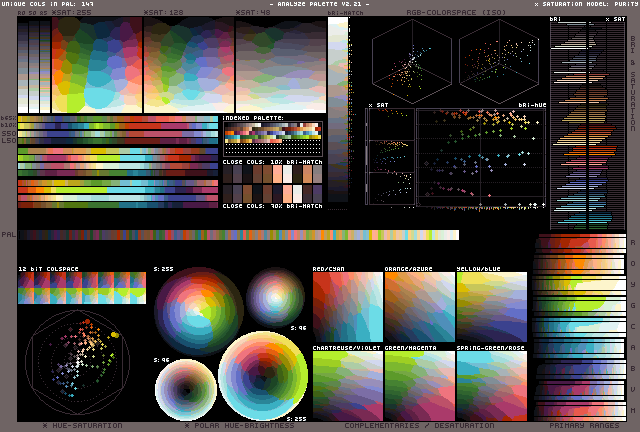 UNIQUE COLS IN PAL: 143
- ANALYZE PALETTE V2.21 -
x SATURATION MODEL: PURITY
*SAT:255
*SAT:128
*SAT:48
bRi-MATCH
RGB-COLORSPACE (ISO)
bRi
x SAT
BRI & SATURATION
x SAT
bRi-HUE
INDEXED PALETTE:
CLOSE COLS: 10% bRi-MATCH
CLOSE COLS: 90% bRi-MATCH
PAL
12 bIT COLSPACE
S: 255
S: 96
S: 96
S: 255
RED/CYAN
ORANGE/AZURE
YELLOW/bLUE
CHARTREUSE/VIOLET
GREEN/MAGENTA
SPRING-GREEN/ROSE
R
O
Y
G
C
A
B
V
M
* HUE-SATURATION
* POLAR HUE-BRIGHTNESS
COMPLEMENTARIES / DESATURATION
PRIMARY RANGES